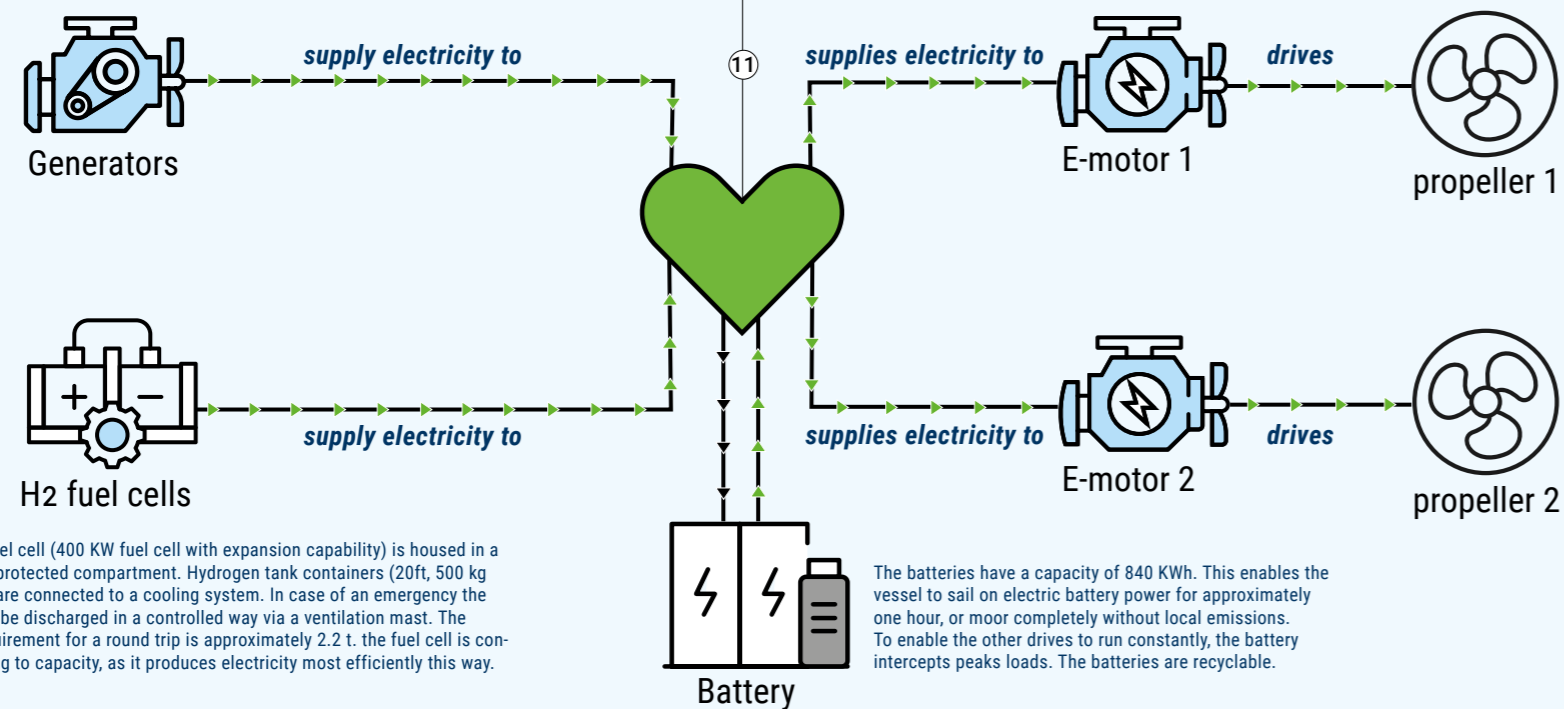 supply electricity to
11
supplies electricity to
drives
Generators
E-motor 1
propeller 1
supply electricity to
supplies electricity to
drives
H2 fuel cells
E-motor 2
propeller 2
cell (400 KW fuel cell with expansion capability) is housed in a
protected compartment. Hydrogen tank containers (20ft, 500 kg
are connected to a cooling system. In case of an emergency the
be discharged in a controlled way via a ventilation mast. The
for a round trip is approximately 2.2 t. the fuel cell is con-
to capacity, as it produces electricity most efficiently this way.
The batteries have a capacity of 840 KWh. This enables the
vessel to sail on electric battery power for approximately
one hour, or moor completely without local emissions.
To enable the other drives to run constantly, the battery
intercepts peaks loads. The batteries are recyclable.
Battery